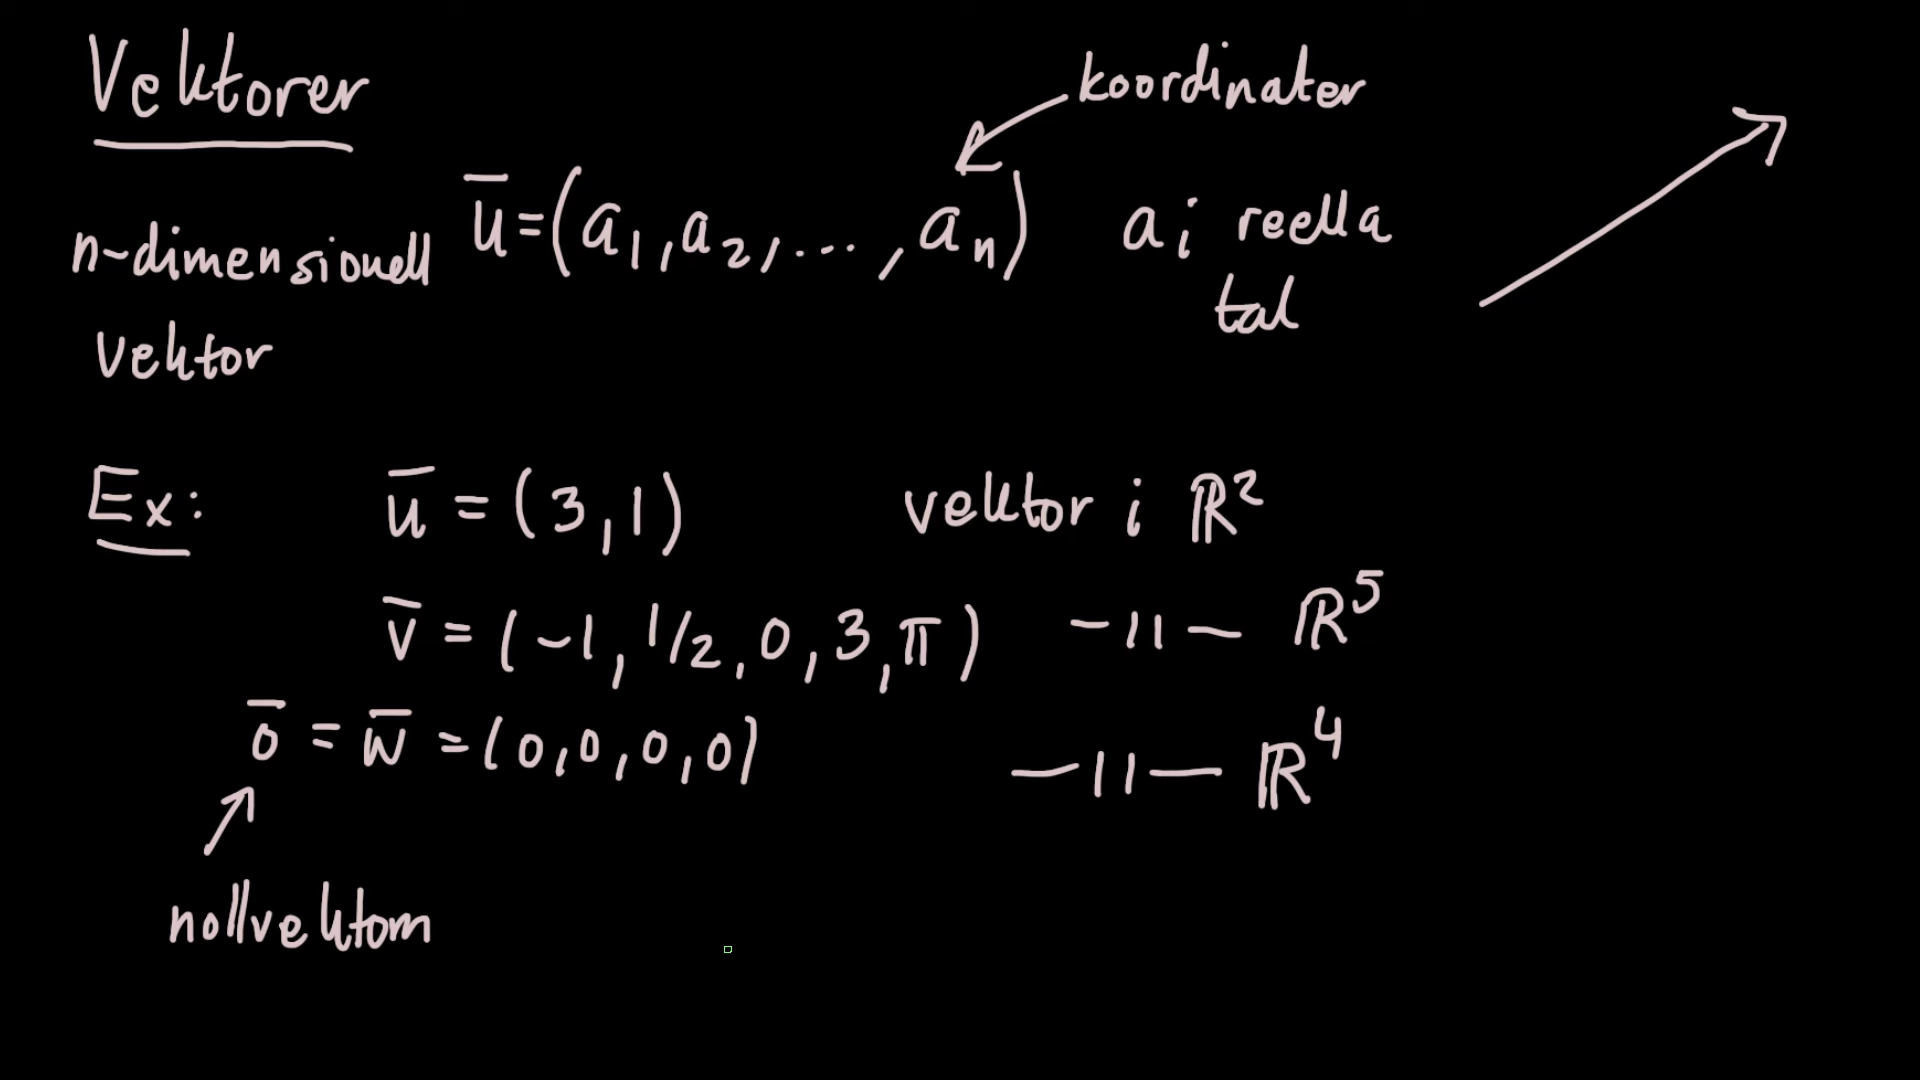 Vektorer
koordinater
n-dimensionell vektor
ū = (a₁, a₂, ..., aₙ)
aᵢ reella tal
Ex:
ū = (3, 1) vektor i ℝ²
v̄ = (-1, 1/2, 0, 3, π) -11- ℝ⁵
ō = w̄ = (0, 0, 0, 0) -11- ℝ⁴
nollvektorn